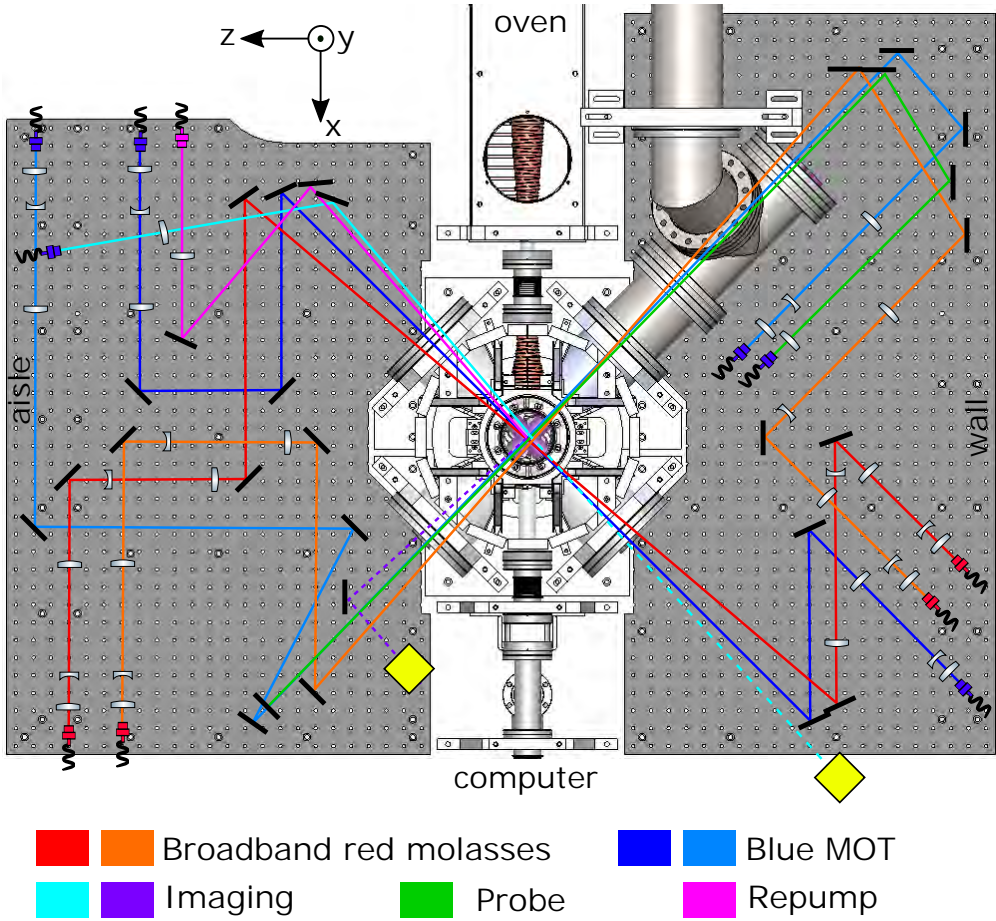 oven
z
y
x
aisle
wall
computer
Broadband red molasses
Blue MOT
Imaging
Probe
Repump